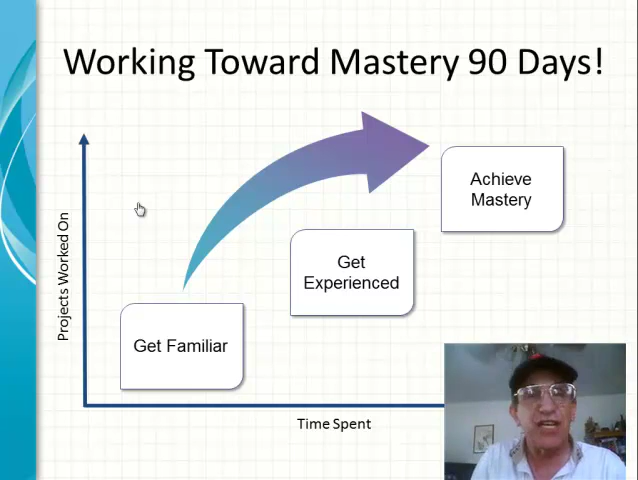 Working Toward Mastery 90 Days!
Achieve
Mastery
Get
Experienced
Get Familiar
Projects Worked On
Time Spent